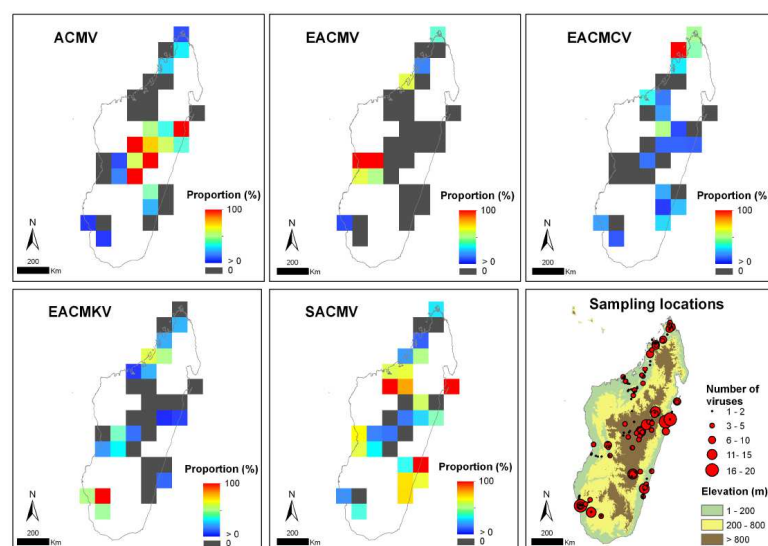 ACMV
Proportion (%)
100
> 0
0
N
200
Km
EACMV
Proportion (%)
100
> 0
0
N
200
Km
EACMCV
Proportion (%)
100
> 0
0
N
200
Km
EACMKV
Proportion (%)
100
> 0
0
N
200
Km
SACMV
Proportion (%)
100
> 0
0
N
200
Km
Sampling locations
Number of
viruses
1 - 2
3 - 5
6 - 10
11- 15
16 - 20
Elevation (m)
1 - 200
200 - 800
> 800
N
200
KM